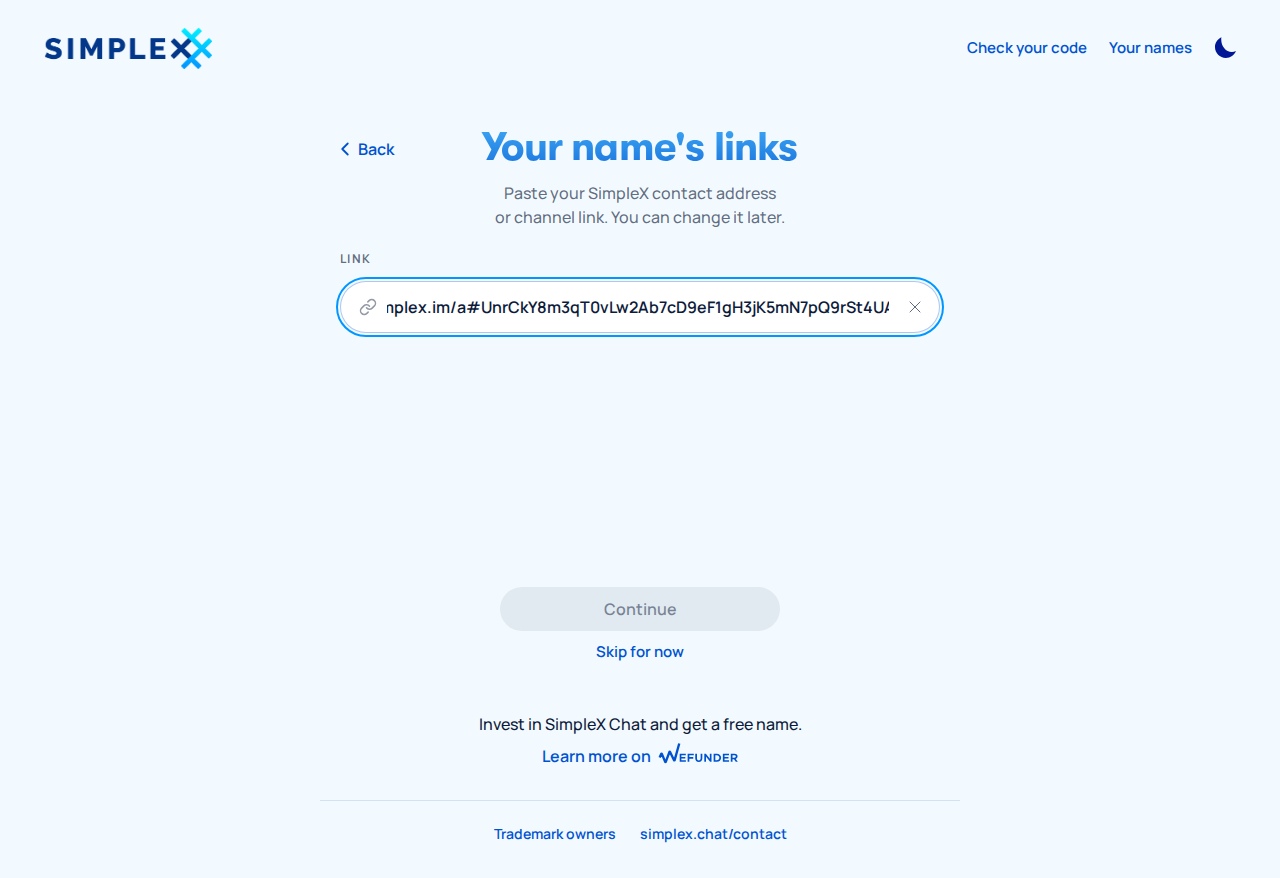 SIMPLEX
Check your code
Your names
Back
Your name's links
Paste your SimpleX contact address
or channel link. You can change it later.
LINK
mplex.im/a#UnrCkY8m3qT0vLw2Ab7cD9eF1gH3jK5mN7pQ9rSt4UA
Continue
Skip for now
Invest in SimpleX Chat and get a free name.
Learn more on WEFUNDER
Trademark owners
simplex.chat/contact